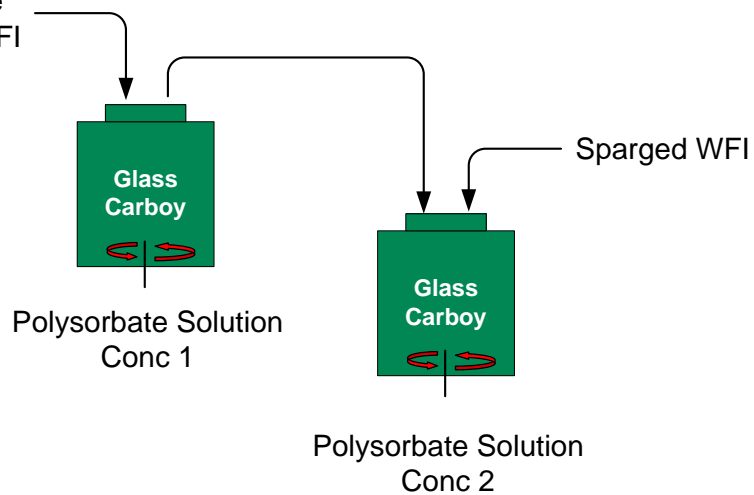 FI
Glass
Carboy
Sparged WFI
Polysorbate Solution
Conc 1
Glass
Carboy
Polysorbate Solution
Conc 2